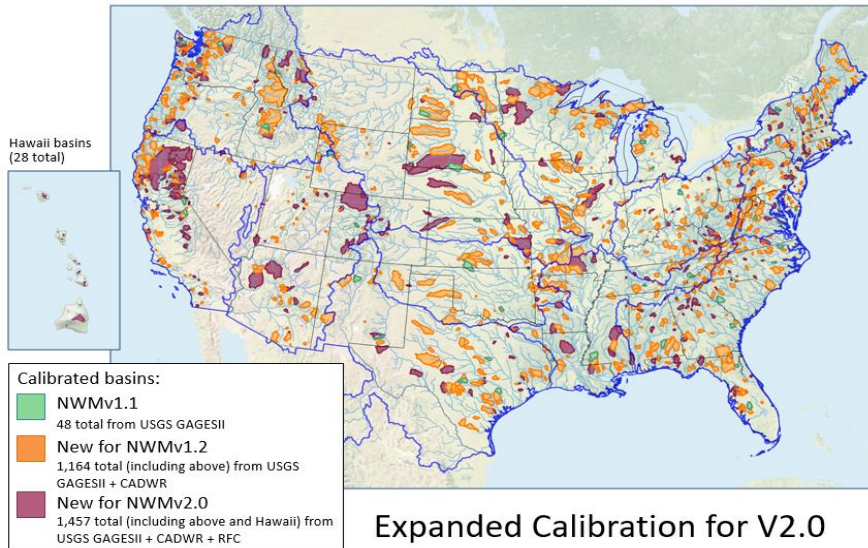 Hawaii basins
(28 total)
Calibrated basins:
NWMv1.1
48 total from USGS GAGESII
New for NWMv1.2
1,164 total (including above) from USGS
GAGESII + CADWR
New for NWMv2.0
1,457 total (including above and Hawaii) from
USGS GAGESII + CADWR + RFC
Expanded Calibration for V2.0